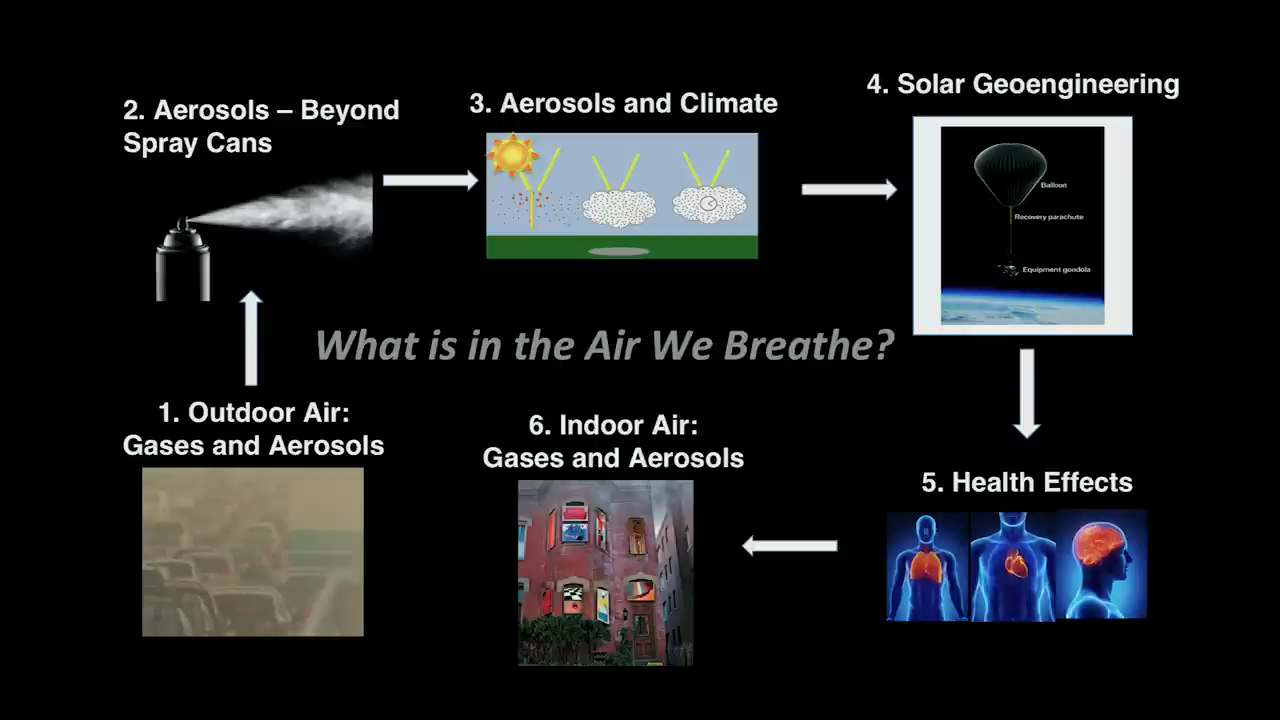 4. Solar Geoengineering
2. Aerosols – Beyond
Spray Cans
3. Aerosols and Climate
Balloon
Recovery parachute
Equipment gondola
What is in the Air We Breathe?
1. Outdoor Air:
Gases and Aerosols
6. Indoor Air:
Gases and Aerosols
5. Health Effects